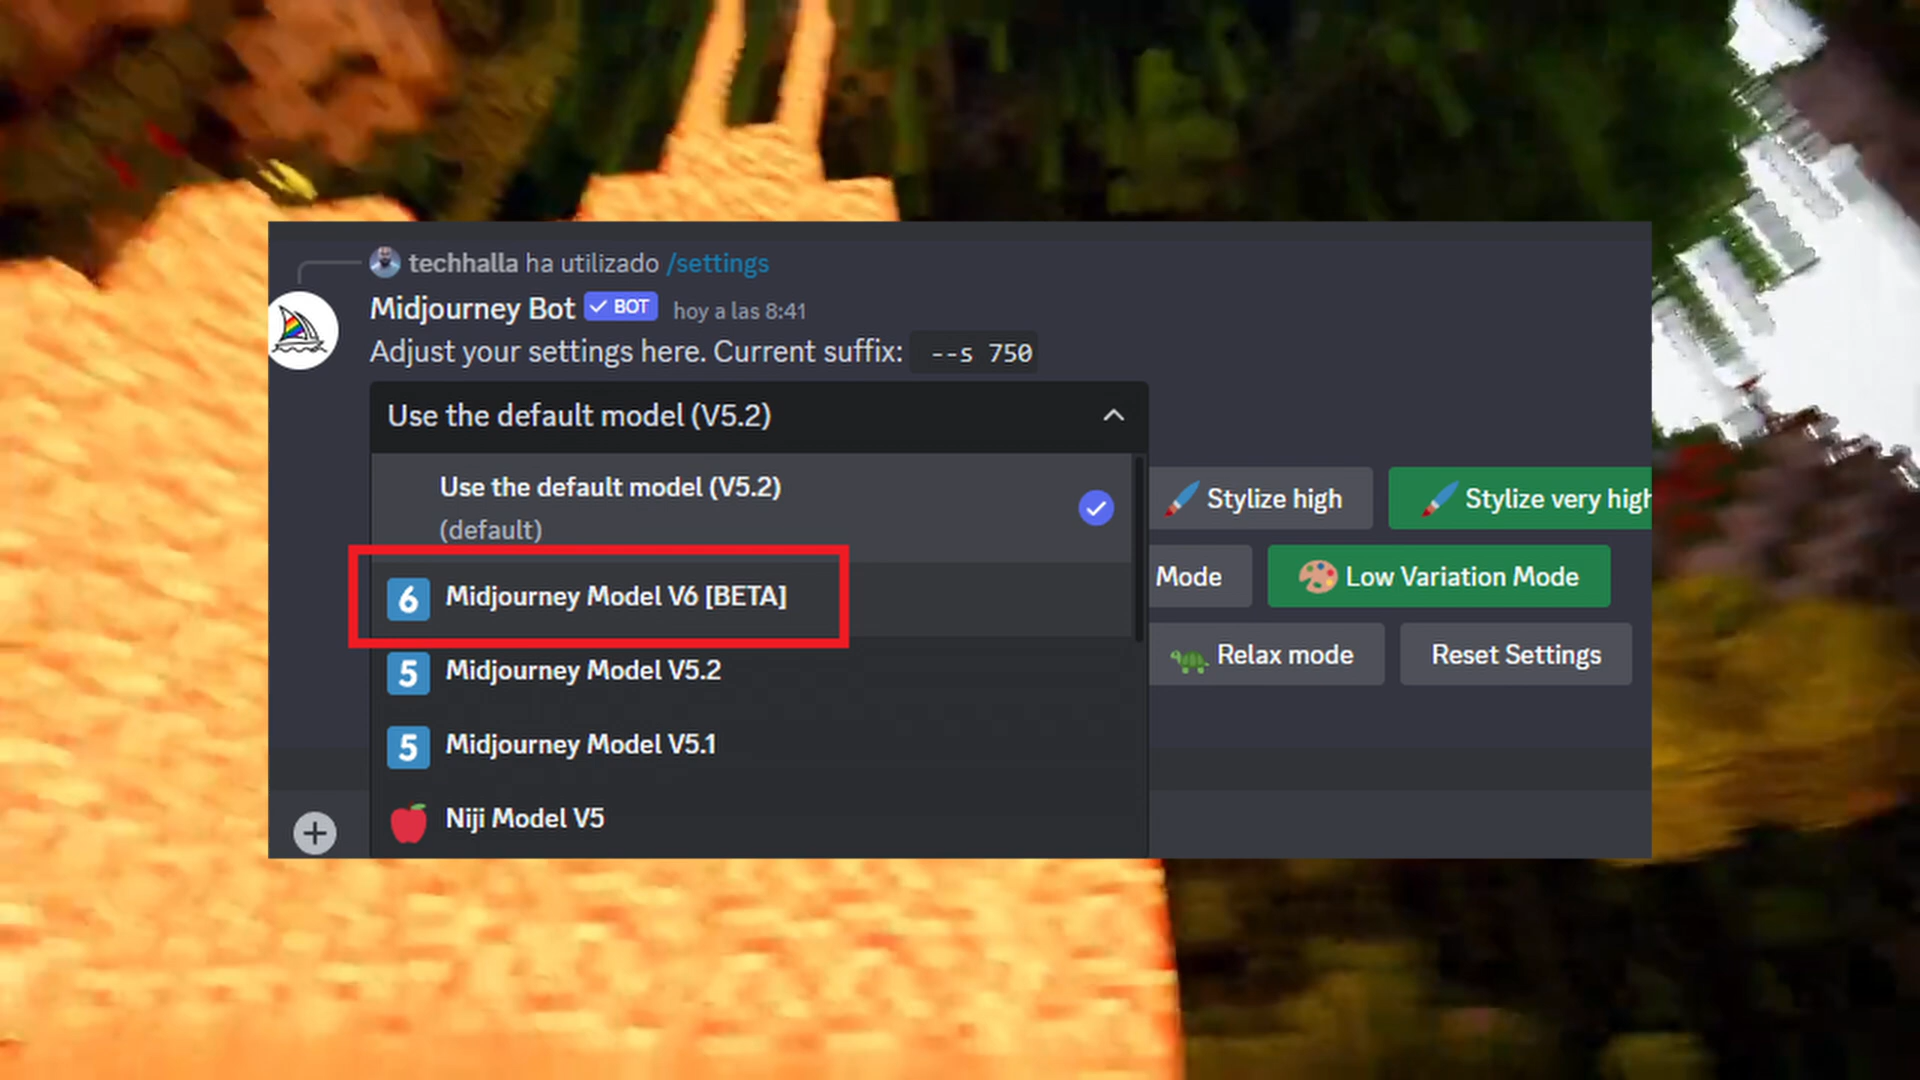 techhalla ha utilizado /settings
Midjourney Bot BOT hoy a las 8:41
Adjust your settings here. Current suffix: --s 750
Use the default model (V5.2)
Use the default model (V5.2)
(default)
Stylize high
Stylize very high
6 Midjourney Model V6 [BETA]
Mode
Low Variation Mode
5 Midjourney Model V5.2
Relax mode
Reset Settings
5 Midjourney Model V5.1
Niji Model V5